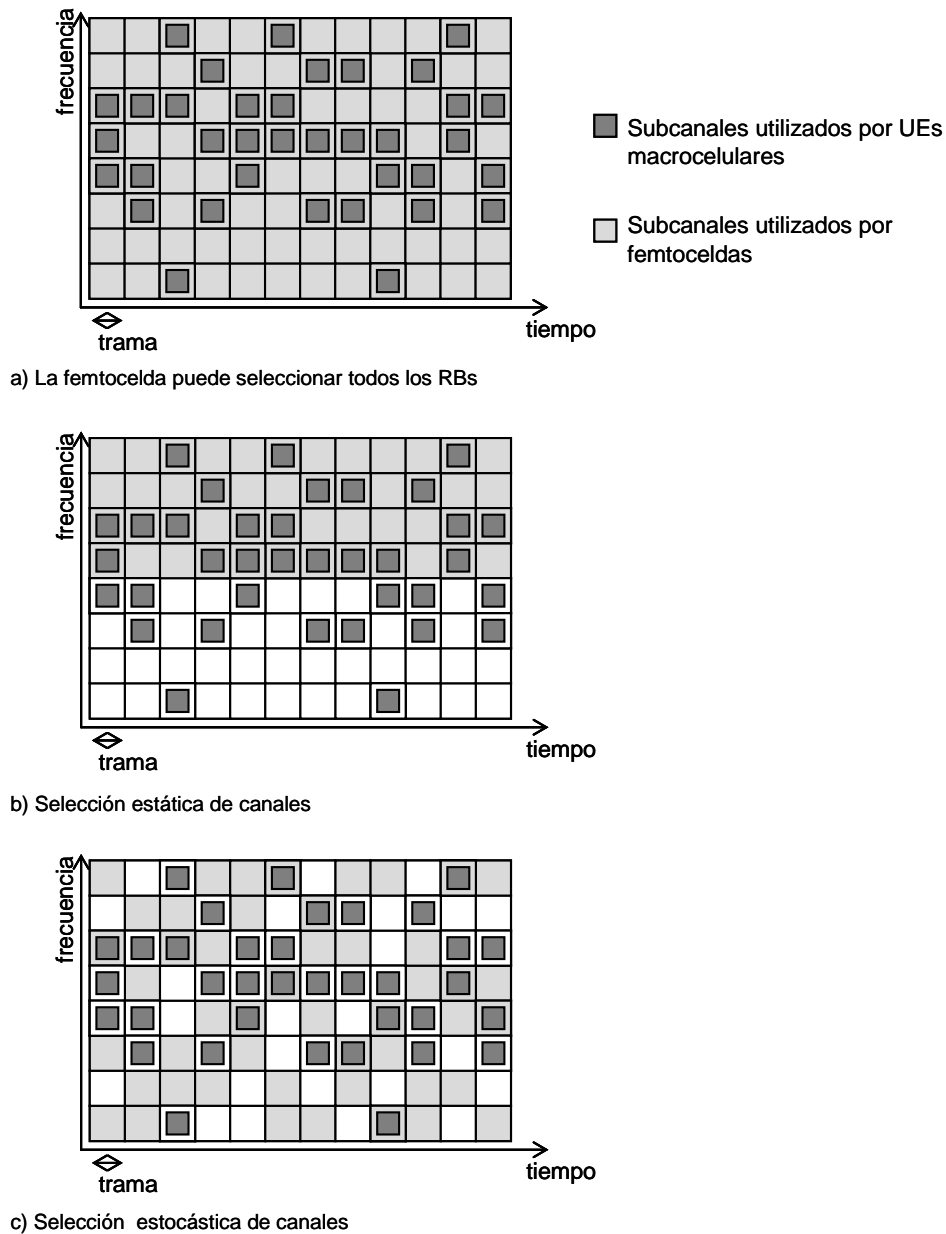 frecuencia
Subcanales utilizados por UEs
macrocelulares
Subcanales utilizados por
femtoceldas
tiempo
trama
a) La femtocelda puede seleccionar todos los RBs
frecuencia
tiempo
trama
b) Selección estática de canales
frecuencia
tiempo
trama
c) Selección estocástica de canales